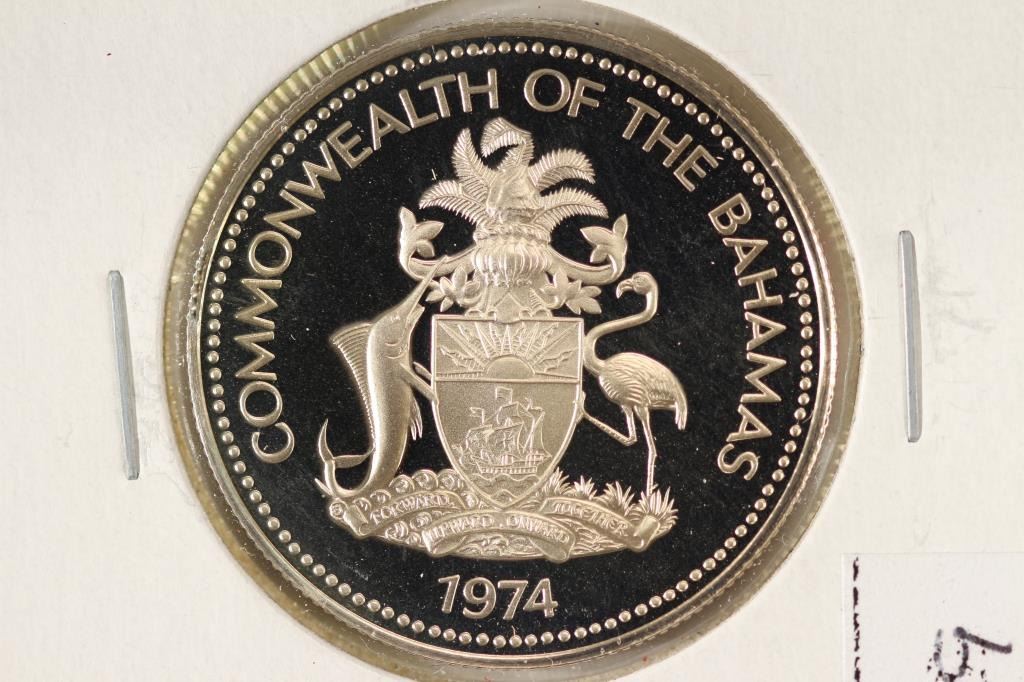 COMMONWEALTH OF THE BAHAMAS
FORWARD UPWARD ONWARD TOGETHER
1974